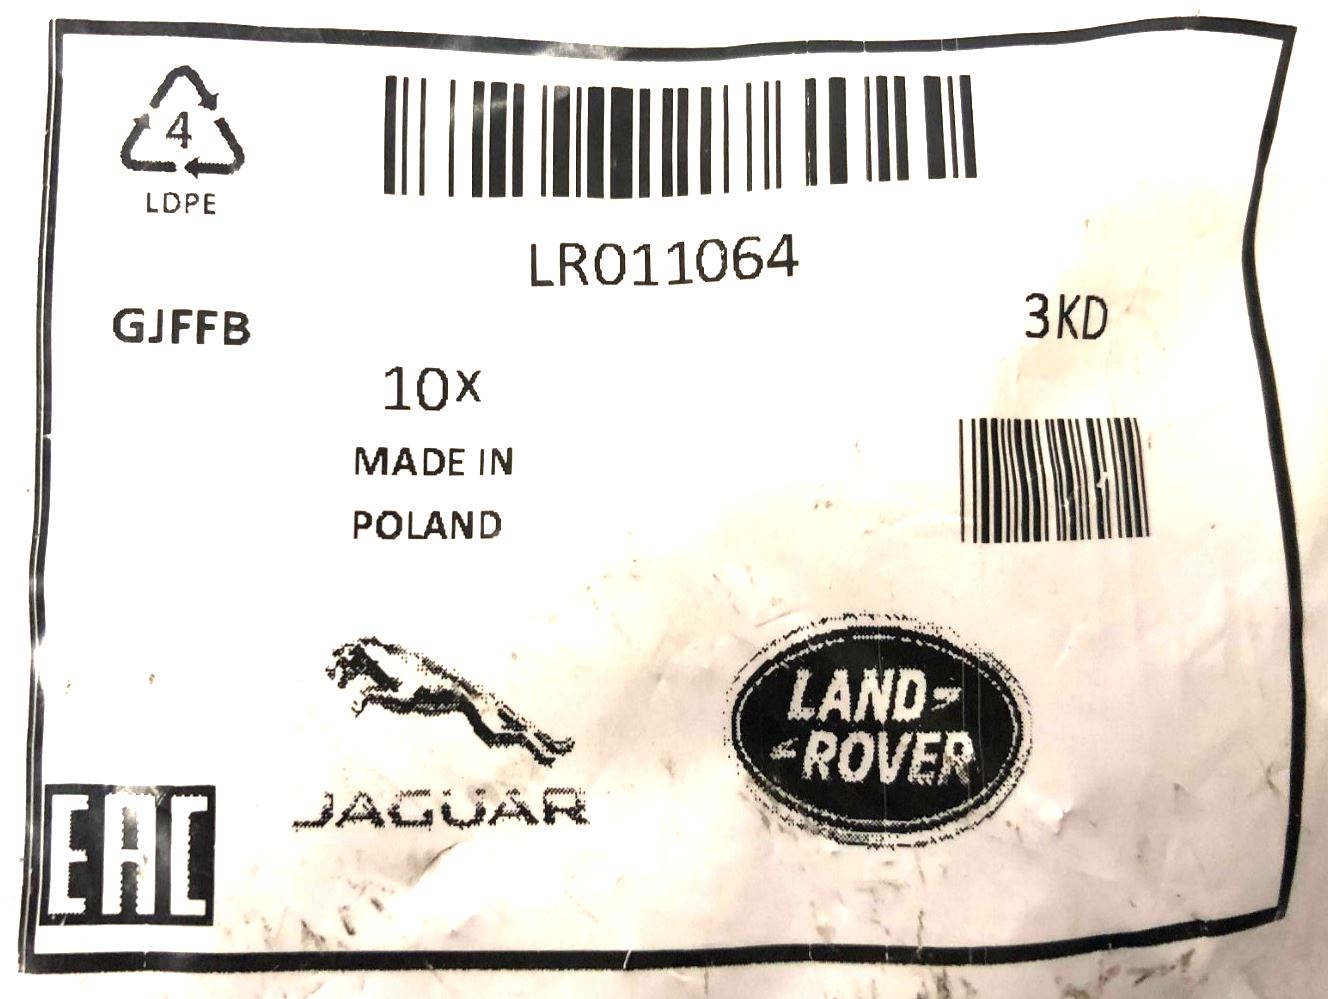 4
LDPE
LR011064
GJFFB
3KD
10x
MADE IN
POLAND
LAND
ROVER
JAGUAR
EAC